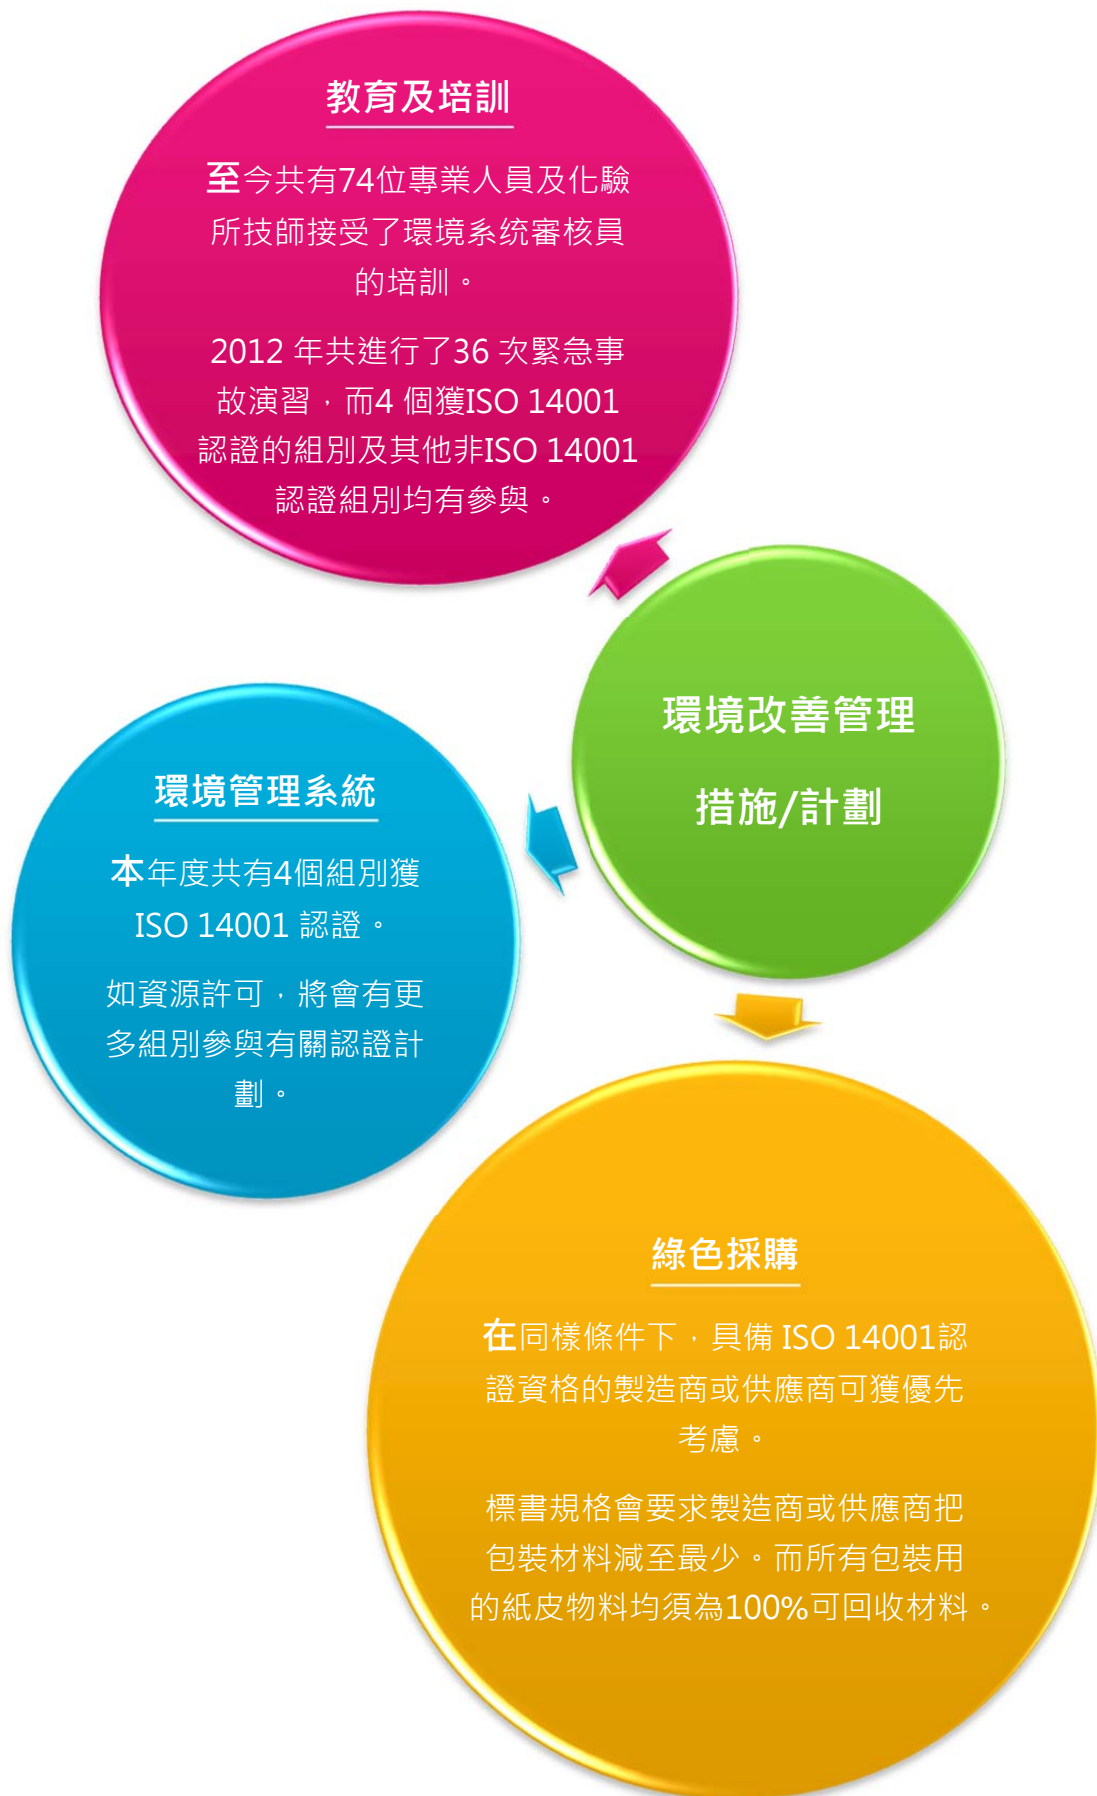 教育及培訓
至今共有74位專業人員及化驗
所技師接受了環境系统審核員
的培訓。
2012 年共進行了36 次緊急事
故演習，而4 個獲ISO 14001
認證的組別及其他非ISO 14001
認證組別均有參與。
環境改善管理
措施/計劃
環境管理系統
本年度共有4個組別獲
ISO 14001 認證。
如資源許可，將會有更
多組別參與有關認證計
劃。
綠色採購
在同樣條件下，具備 ISO 14001認
證資格的製造商或供應商可獲優先
考慮。
標書規格會要求製造商或供應商把
包裝材料減至最少。而所有包裝用
的紙皮物料均須為100%可回收材料。